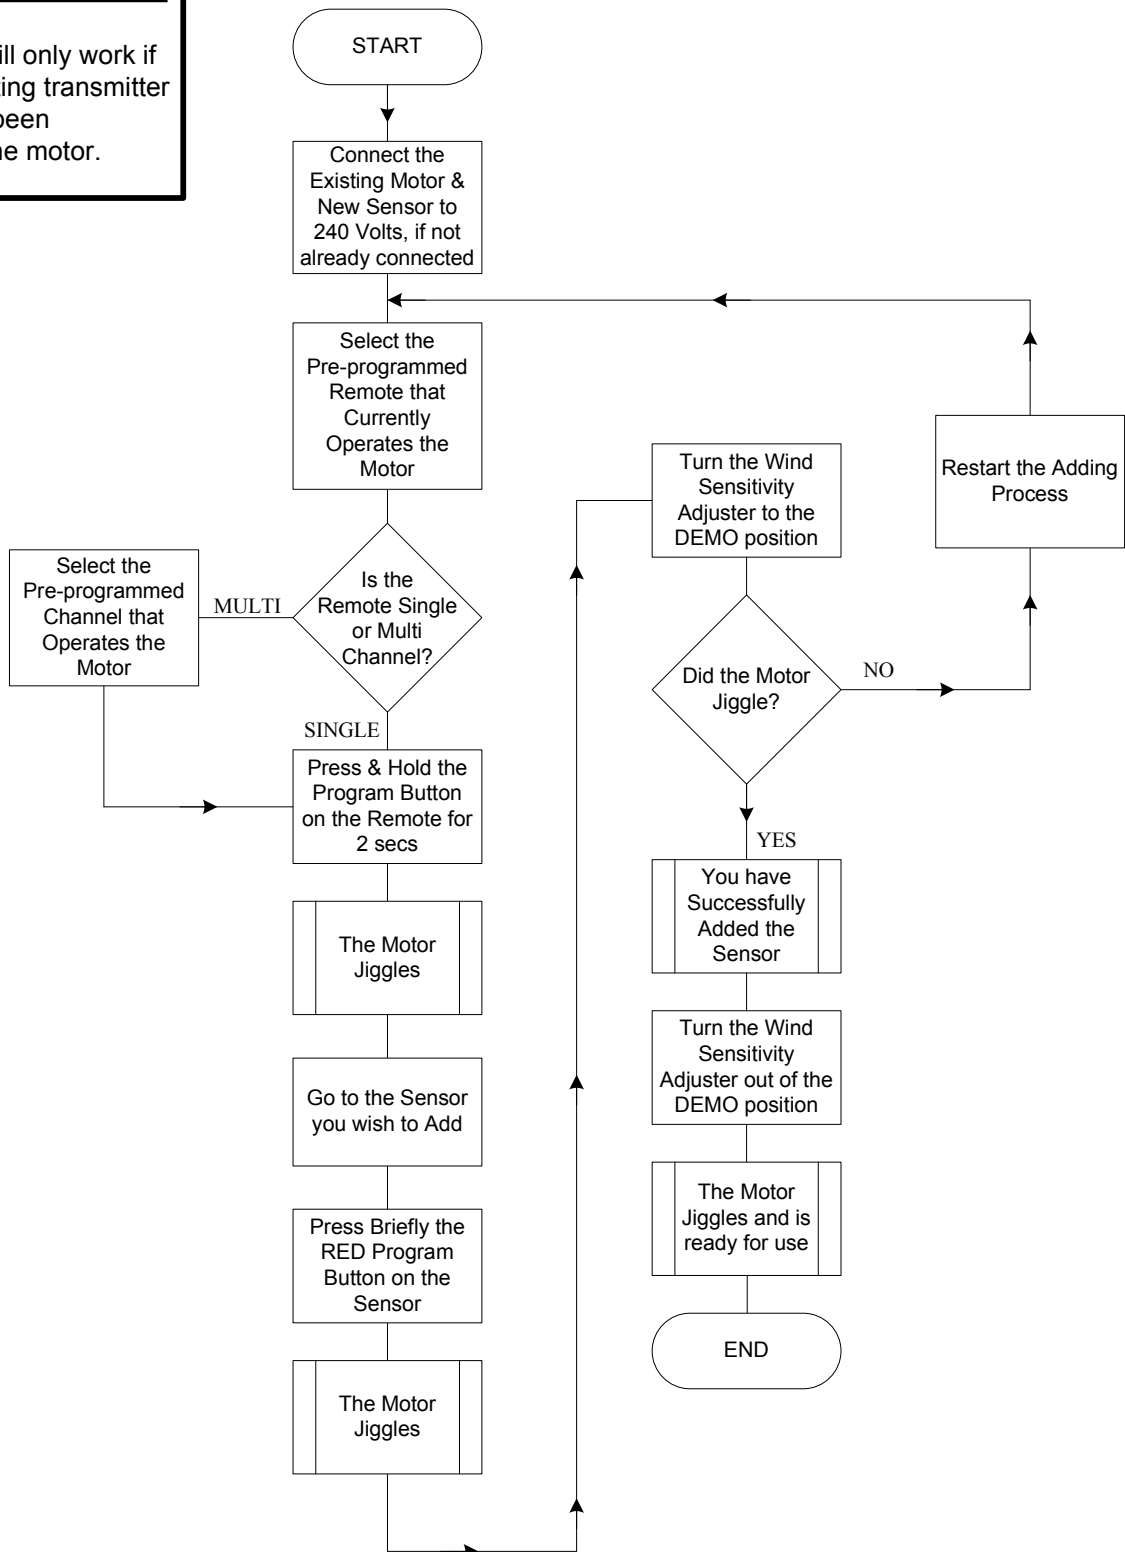 ill only work if
ting transmitter
been
ne motor.
START
Connect the
Existing Motor &
New Sensor to
240 Volts, if not
already connected
Select the
Pre-programmed
Remote that
Currently
Operates the
Motor
Is the
Remote Single
or Multi
Channel?
MULTI
Select the
Pre-programmed
Channel that
Operates the
Motor
SINGLE
Press & Hold the
Program Button
on the Remote for
2 secs
The Motor
Jiggles
Go to the Sensor
you wish to Add
Press Briefly the
RED Program
Button on the
Sensor
The Motor
Jiggles
Turn the Wind
Sensitivity
Adjuster to the
DEMO position
Did the Motor
Jiggle?
NO
Restart the Adding
Process
YES
You have
Successfully
Added the
Sensor
Turn the Wind
Sensitivity
Adjuster out of the
DEMO position
The Motor
Jiggles and is
ready for use
END